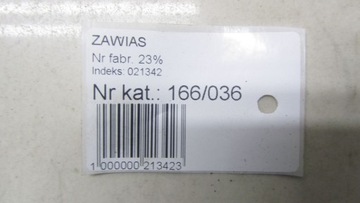 ZAWIAS
Nr fabr. 23%
Indeks: 021342
Nr kat.: 166/036
1 000000 213423